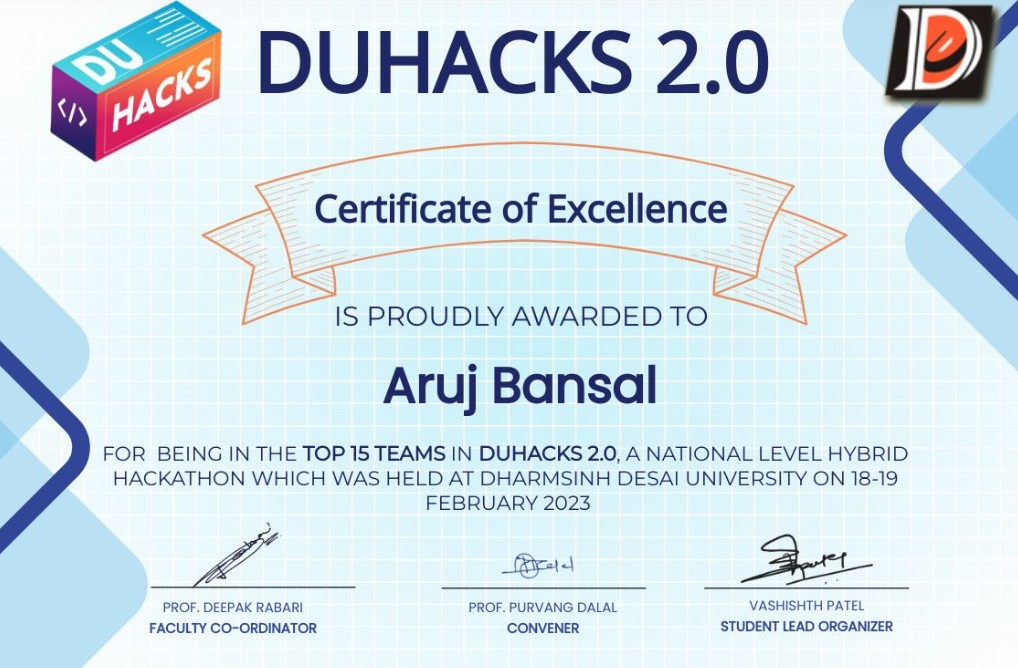 DU
</> HACKS
DUHACKS 2.0
Certificate of Excellence
IS PROUDLY AWARDED TO
Aruj Bansal
FOR BEING IN THE TOP 15 TEAMS IN DUHACKS 2.0, A NATIONAL LEVEL HYBRID
HACKATHON WHICH WAS HELD AT DHARMSINH DESAI UNIVERSITY ON 18-19
FEBRUARY 2023
PROF. DEEPAK RABARI
FACULTY CO-ORDINATOR
PROF. PURVANG DALAL
CONVENER
VASHISHTH PATEL
STUDENT LEAD ORGANIZER